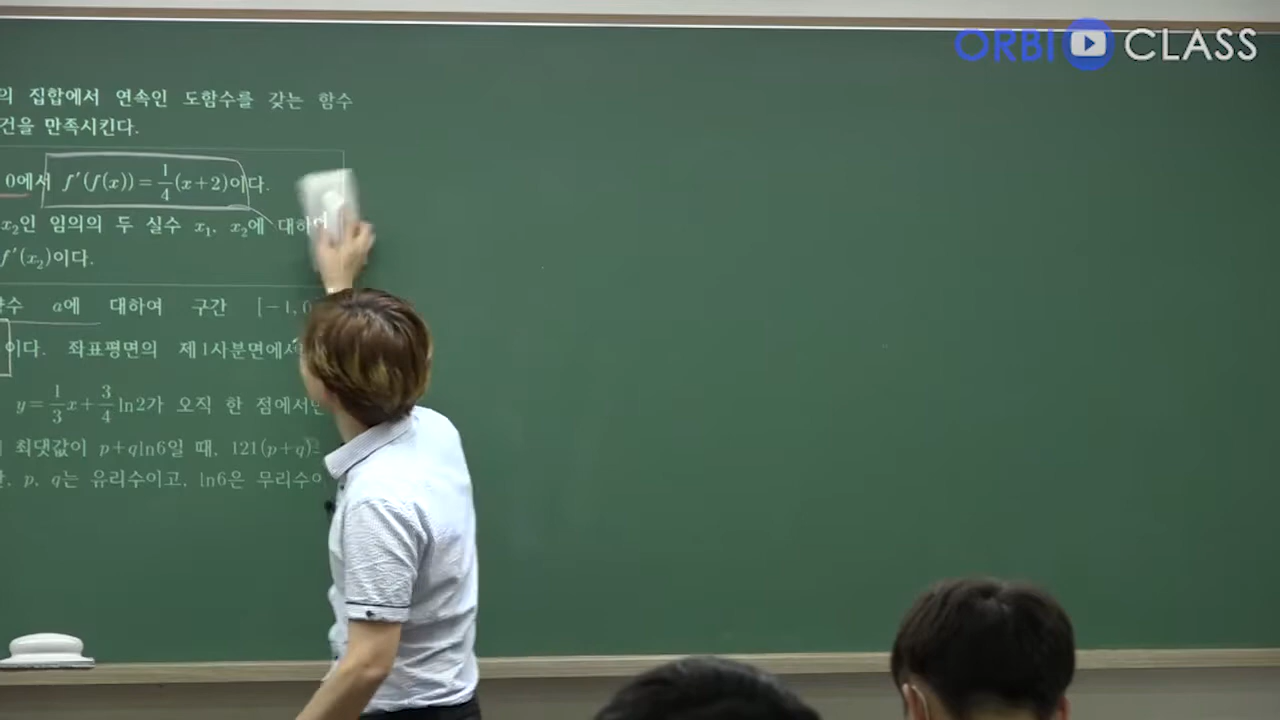 ORBI CLASS
의 집합에서 연속인 도함수를 갖는 함수
건을 만족시킨다.
0에서 f′(f(x))=1/4(x+2)이다.
x₂인 임의의 두 실수 x₁, x₂에 대하여
f′(x₂)이다.
a에 대하여 구간 [-1, 0
이다. 좌표평면의 제1사분면에서
y=1/3x+3/4ln2가 오직 한 점에서만
최댓값이 p+qln6일 때, 121(p+q)
p, q는 유리수이고, ln6은 무리수이